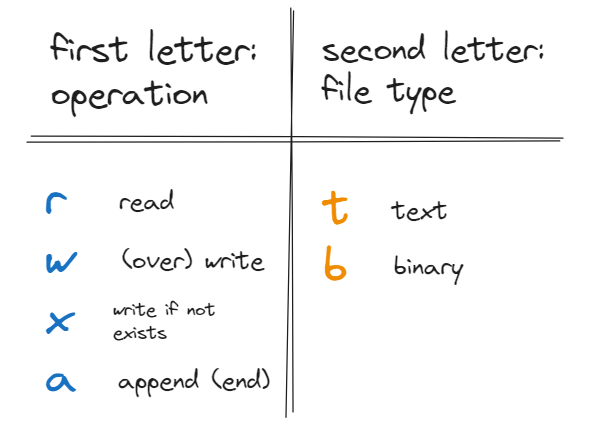 first letter:
operation
second letter:
file type
r read
w (over) write
x write if not
exists
a append (end)
t text
b binary